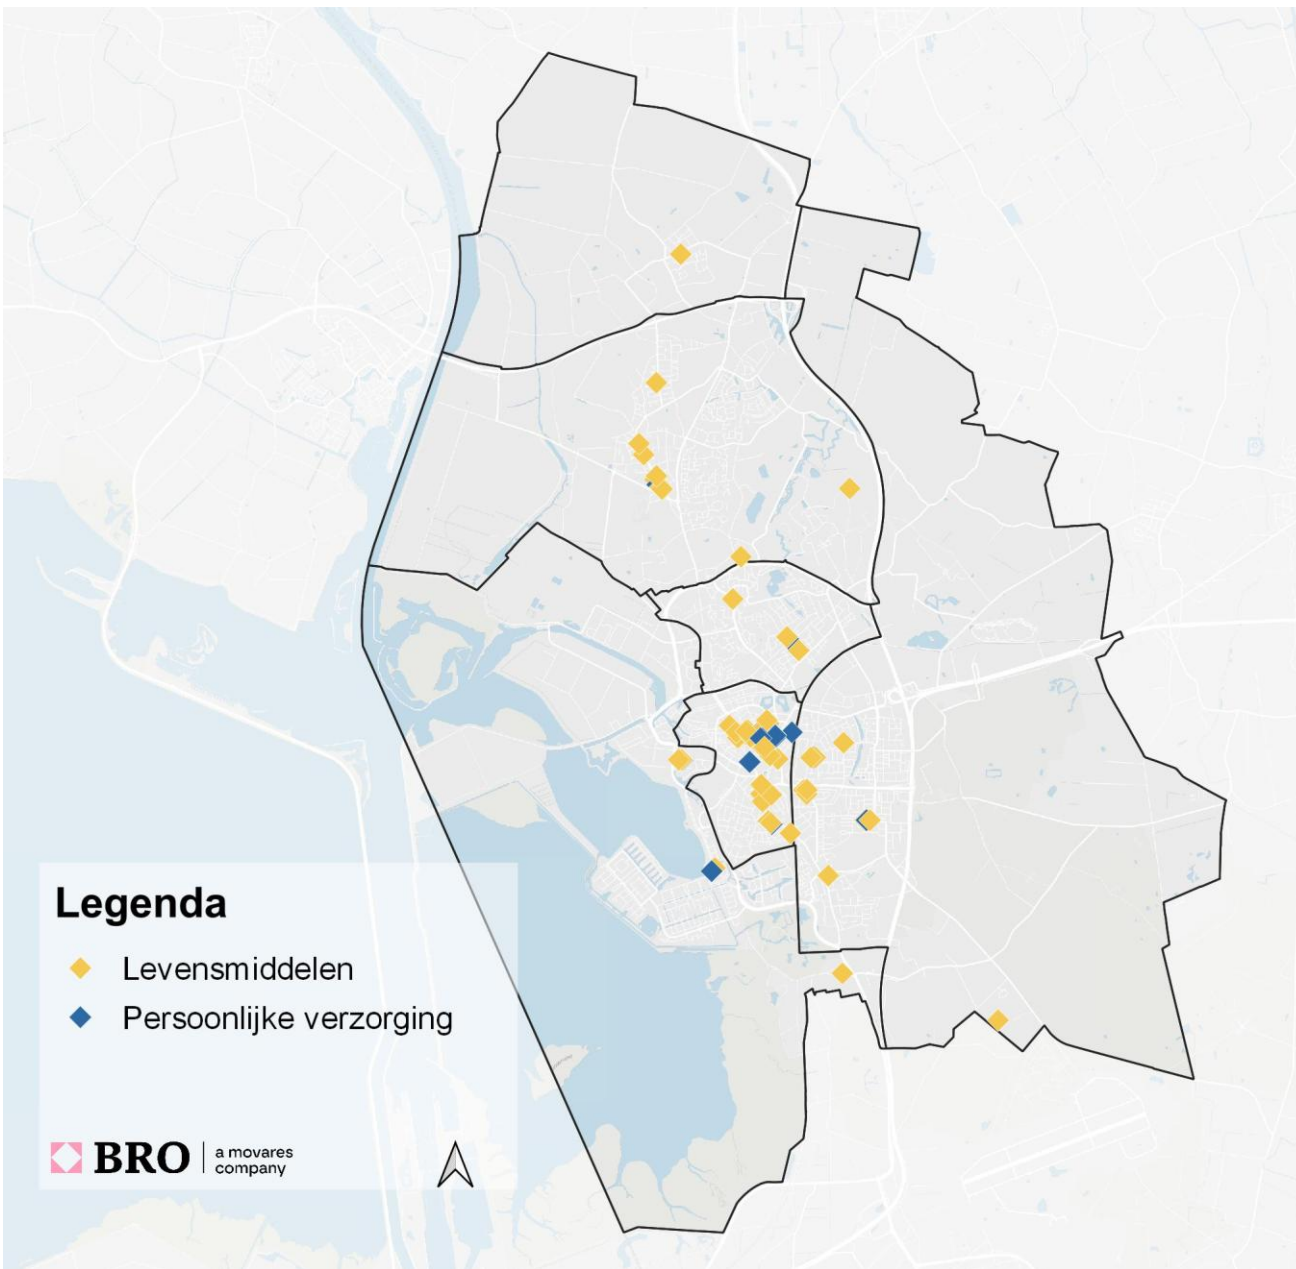 Legenda
Levensmiddelen
Persoonlijke verzorging
BRO a movares
company